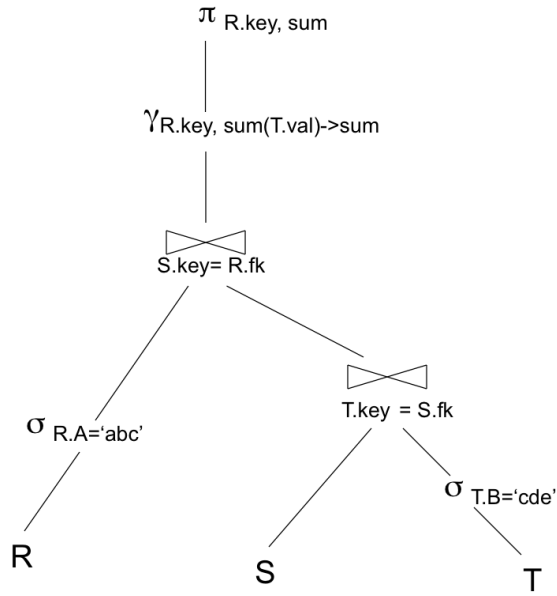 π R.key, sum
γR.key, sum(T.val)->sum
S.key= R.fk
T.key = S.fk
σ R.A=‘abc’
σ T.B=‘cde’
R
S
T